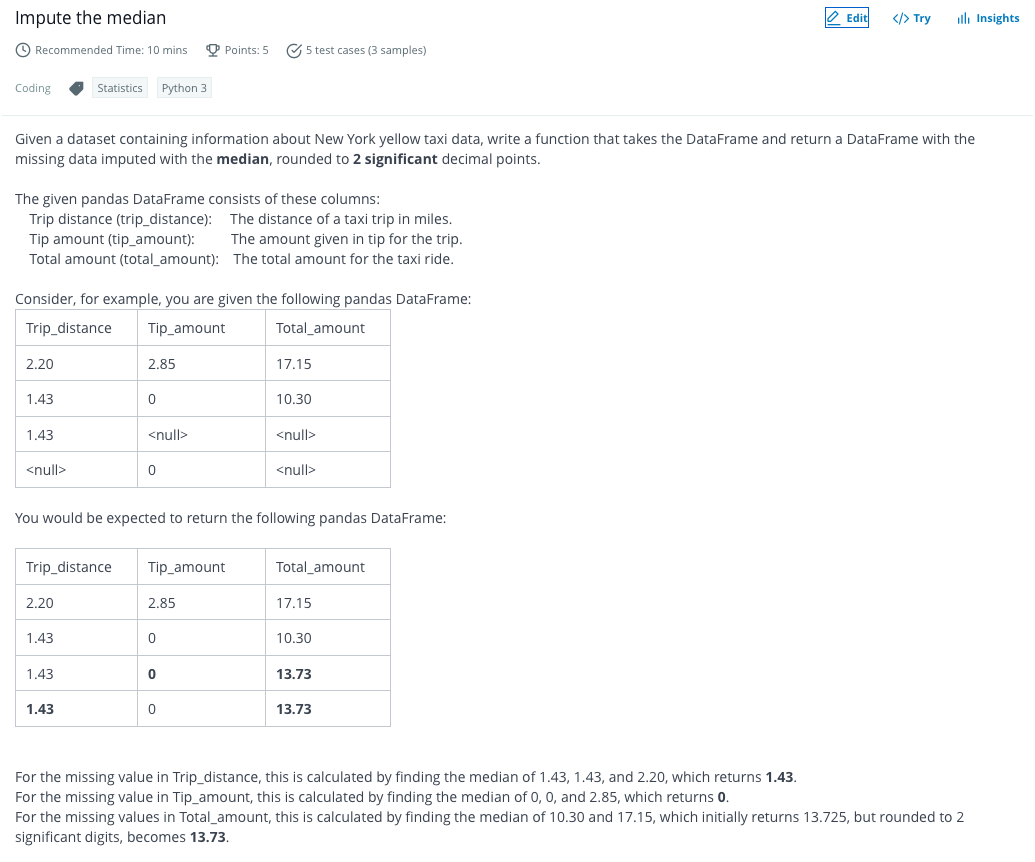 Impute the median
Edit
Try
Insights
Recommended Time: 10 mins
Points: 5
5 test cases (3 samples)
Coding
Statistics
Python 3
Given a dataset containing information about New York yellow taxi data, write a function that takes the DataFrame and return a DataFrame with the
missing data imputed with the median, rounded to 2 significant decimal points.
The given pandas DataFrame consists of these columns:
Trip distance (trip_distance): The distance of a taxi trip in miles.
Tip amount (tip_amount): The amount given in tip for the trip.
Total amount (total_amount): The total amount for the taxi ride.
Consider, for example, you are given the following pandas DataFrame:
Trip_distance Tip_amount Total_amount
2.20 2.85 17.15
1.43 0 10.30
1.43 <null> <null>
<null> 0 <null>
You would be expected to return the following pandas DataFrame:
Trip_distance Tip_amount Total_amount
2.20 2.85 17.15
1.43 0 10.30
1.43 0 13.73
1.43 0 13.73
For the missing value in Trip_distance, this is calculated by finding the median of 1.43, 1.43, and 2.20, which returns 1.43.
For the missing value in Tip_amount, this is calculated by finding the median of 0, 0, and 2.85, which returns 0.
For the missing values in Total_amount, this is calculated by finding the median of 10.30 and 17.15, which initially returns 13.725, but rounded to 2
significant digits, becomes 13.73.